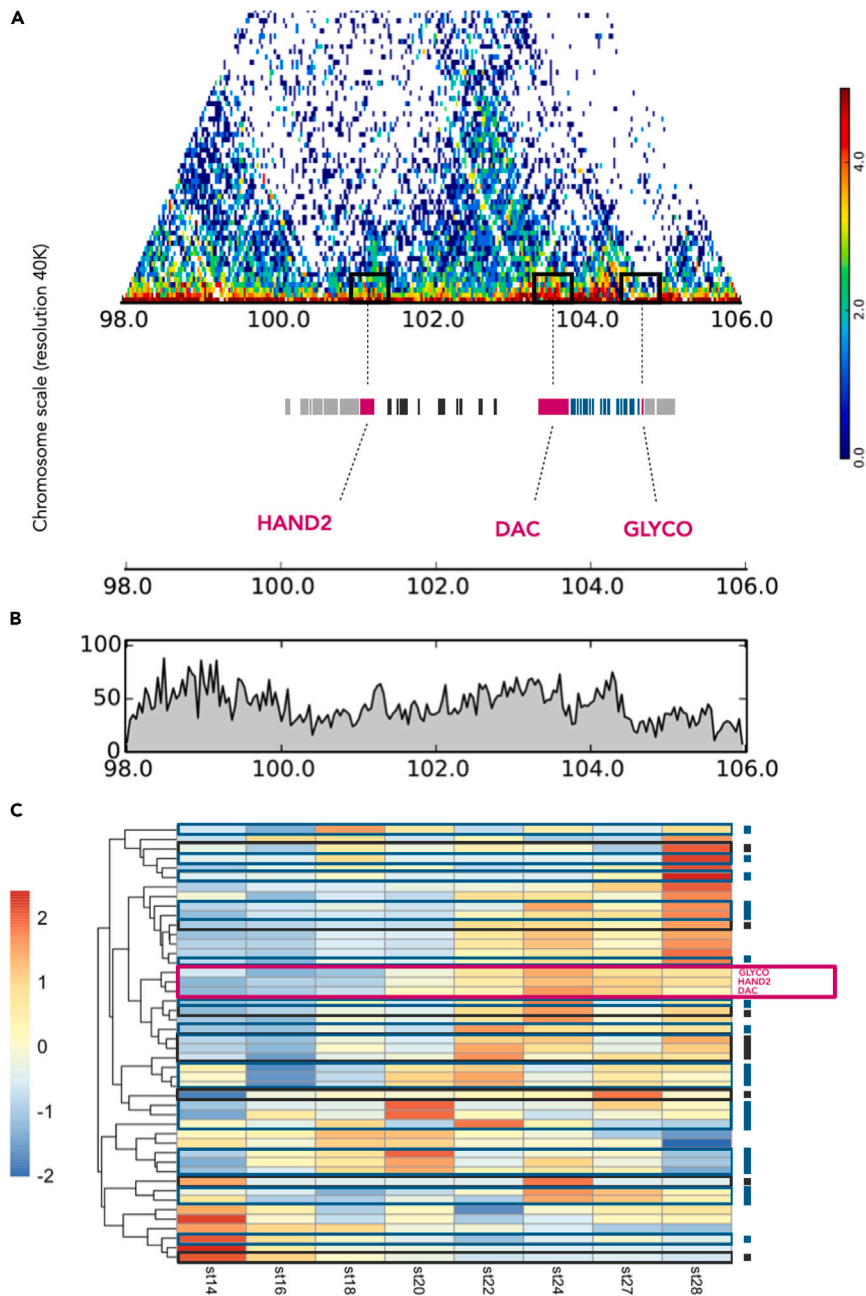 A
Chromosome scale (resolution 40K)
4.0
2.0
0.0
98.0 100.0 102.0 104.0 106.0
HAND2 DAC GLYCO
98.0 100.0 102.0 104.0 106.0
B
100
50
0
98.0 100.0 102.0 104.0 106.0
C
2
1
0
-1
-2
GLYCO
HAND2
DAC
st14 st16 st18 st20 st22 st24 st27 st28